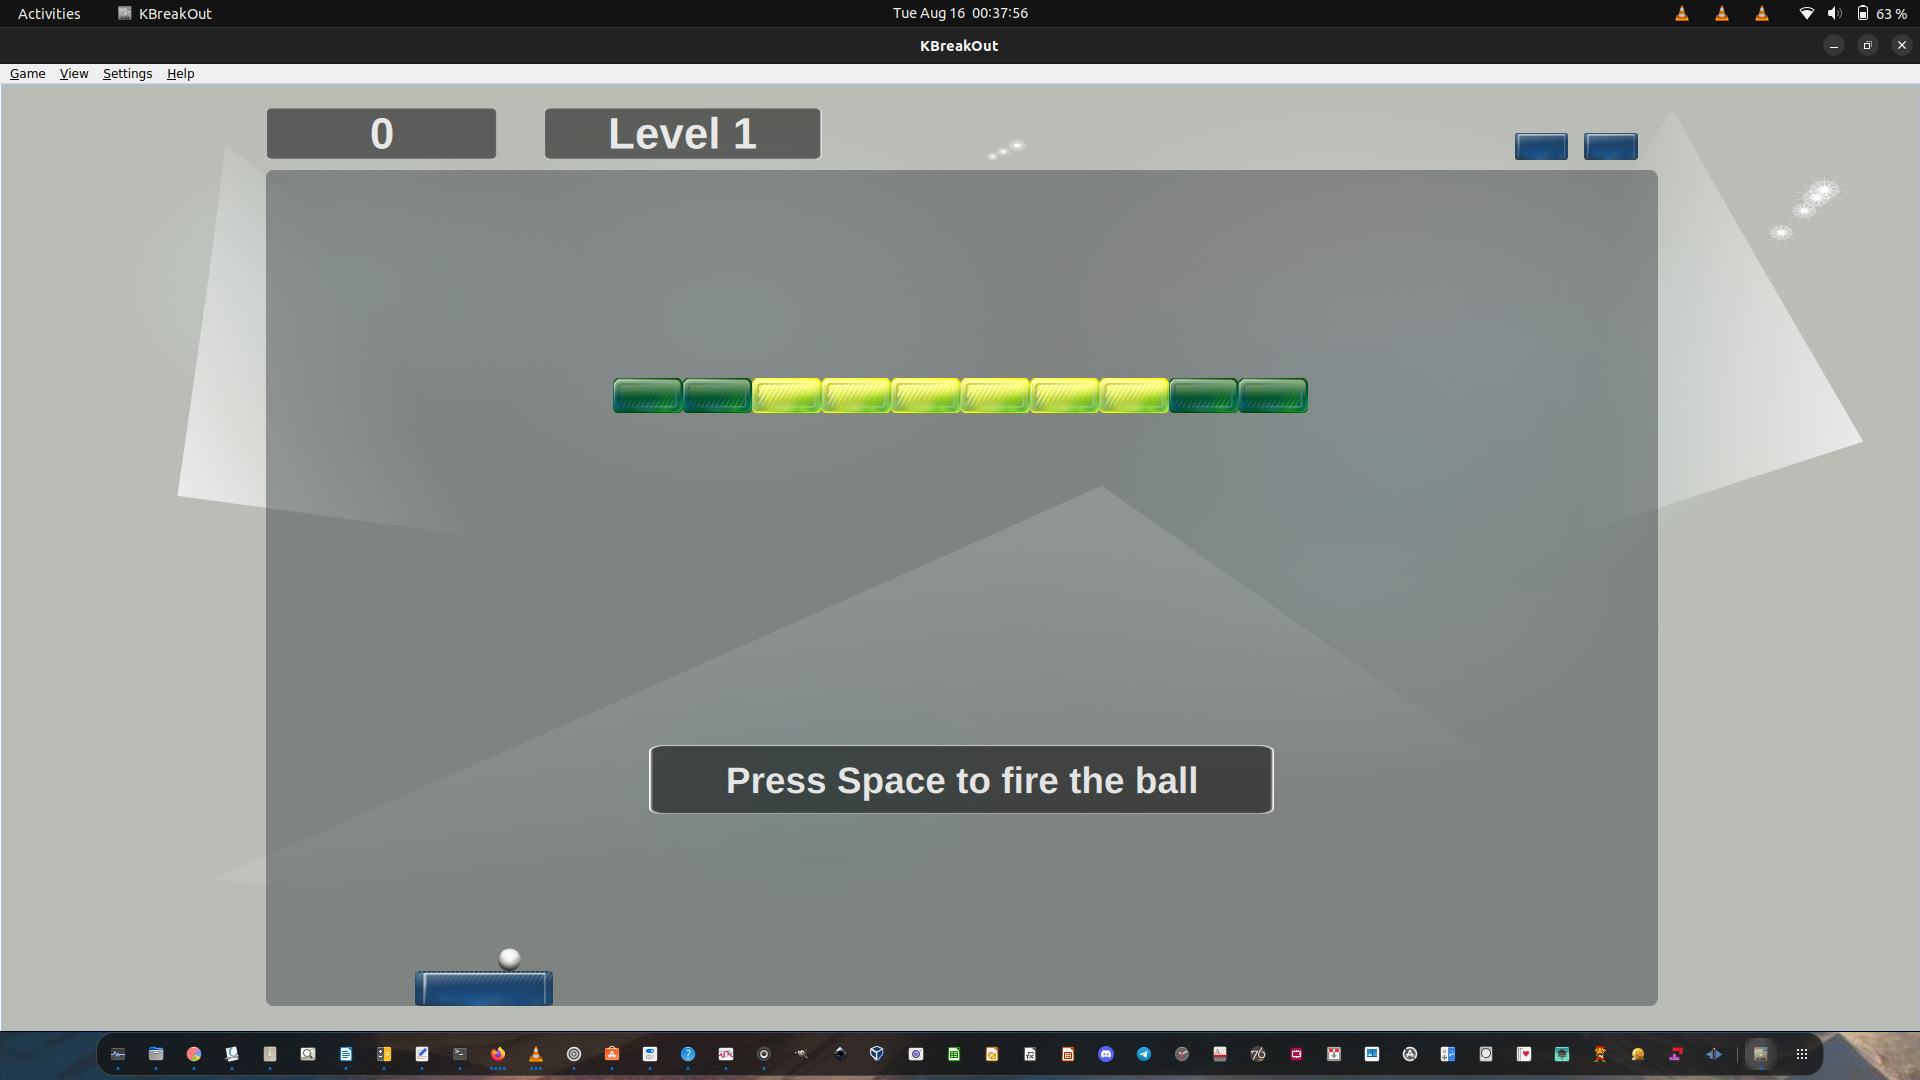 Activities
KBreakOut
Tue Aug 16 00:37:56
63 %
KBreakOut
Game View Settings Help
0
Level 1
Press Space to fire the ball
76